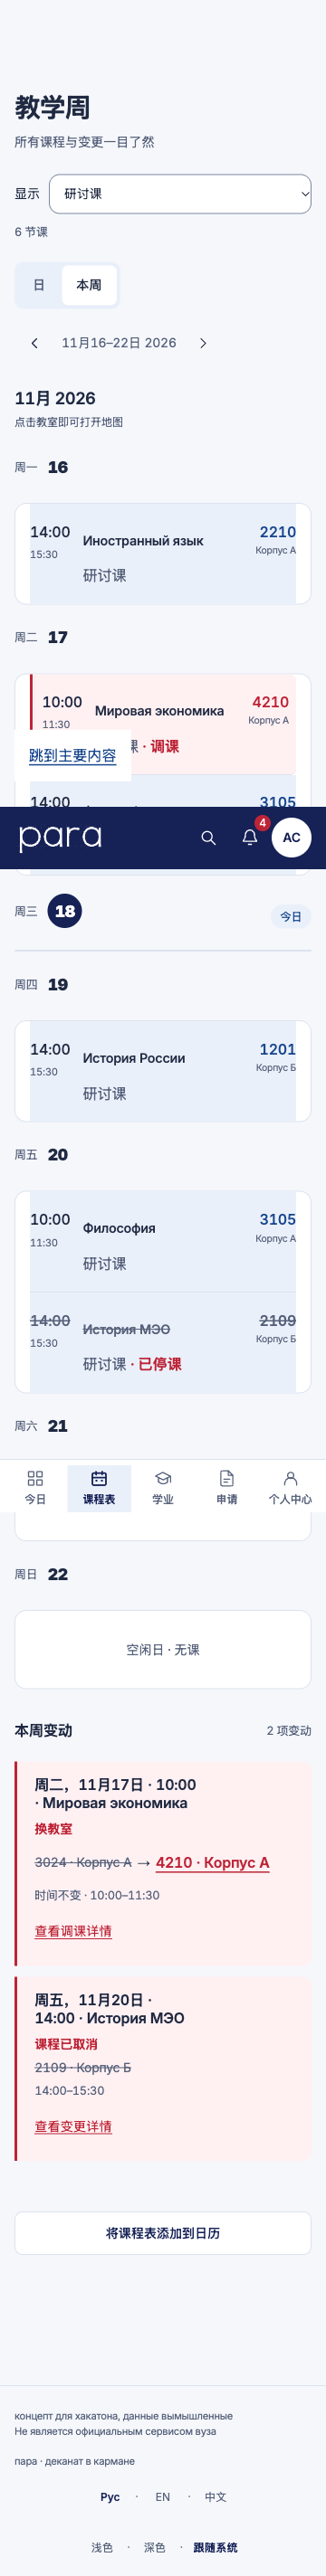 教学周
所有课程与变更一目了然
显示 研讨课
6 节课
日 本周
11月16–22日 2026
11月 2026
点击教室即可打开地图
周一 16
14:00 Иностранный язык 2210
15:30 Корпус А
研讨课
周二 17
10:00 Мировая экономика 4210
11:30 Корпус А
课 · 调课
跳到主要内容
14:00 3105
para 4 АС
周三 18 今日
周四 19
14:00 История России 1201
15:30 Корпус Б
研讨课
周五 20
10:00 Философия 3105
11:30 Корпус А
研讨课
14:00 История МЭО 2109
15:30 Корпус Б
研讨课 · 已停课
周六 21
今日 课程表 学业 申请 个人中心
周日 22
空闲日 · 无课
本周变动 2 项变动
周二，11月17日 · 10:00
· Мировая экономика
换教室
3024 · Корпус А → 4210 · Корпус А
时间不变 · 10:00–11:30
查看调课详情
周五，11月20日 ·
14:00 · История МЭО
课程已取消
2109 · Корпус Б
14:00–15:30
查看变更详情
将课程表添加到日历
концепт для хакатона, данные вымышленные
Не является официальным сервисом вуза
пара · деканат в кармане
Рус · EN · 中文
浅色 · 深色 · 跟随系统